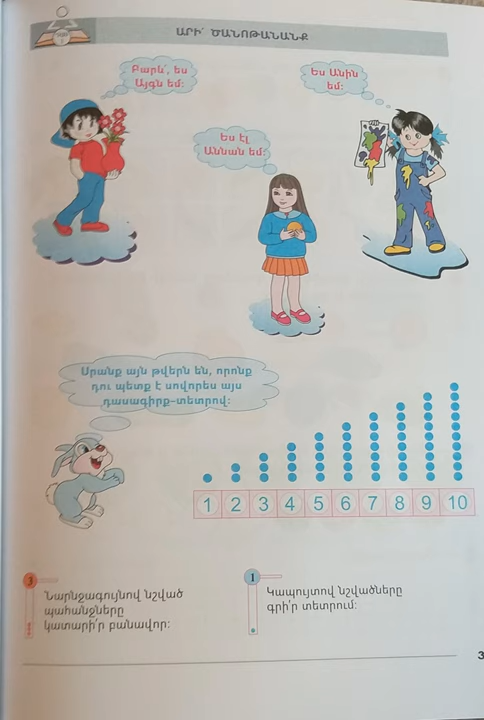 ԱՐԻ՛ ԾԱՆՈԹԱՆԱՆՔ
Բարև՛, ես
Այգն եմ:
Ես Անին
եմ:
Ես էլ
Աննան եմ:
Սրանք այն թվերն են, որոնք
դու պետք է սովորես այս
դասագիրք-տետրով:
1 2 3 4 5 6 7 8 9 10
3
Նարնջագույնով նշված
պահանջները
կատարի՛ր բանավոր:
1
Կապույտով նշվածները
գրի՛ր տետրում:
3